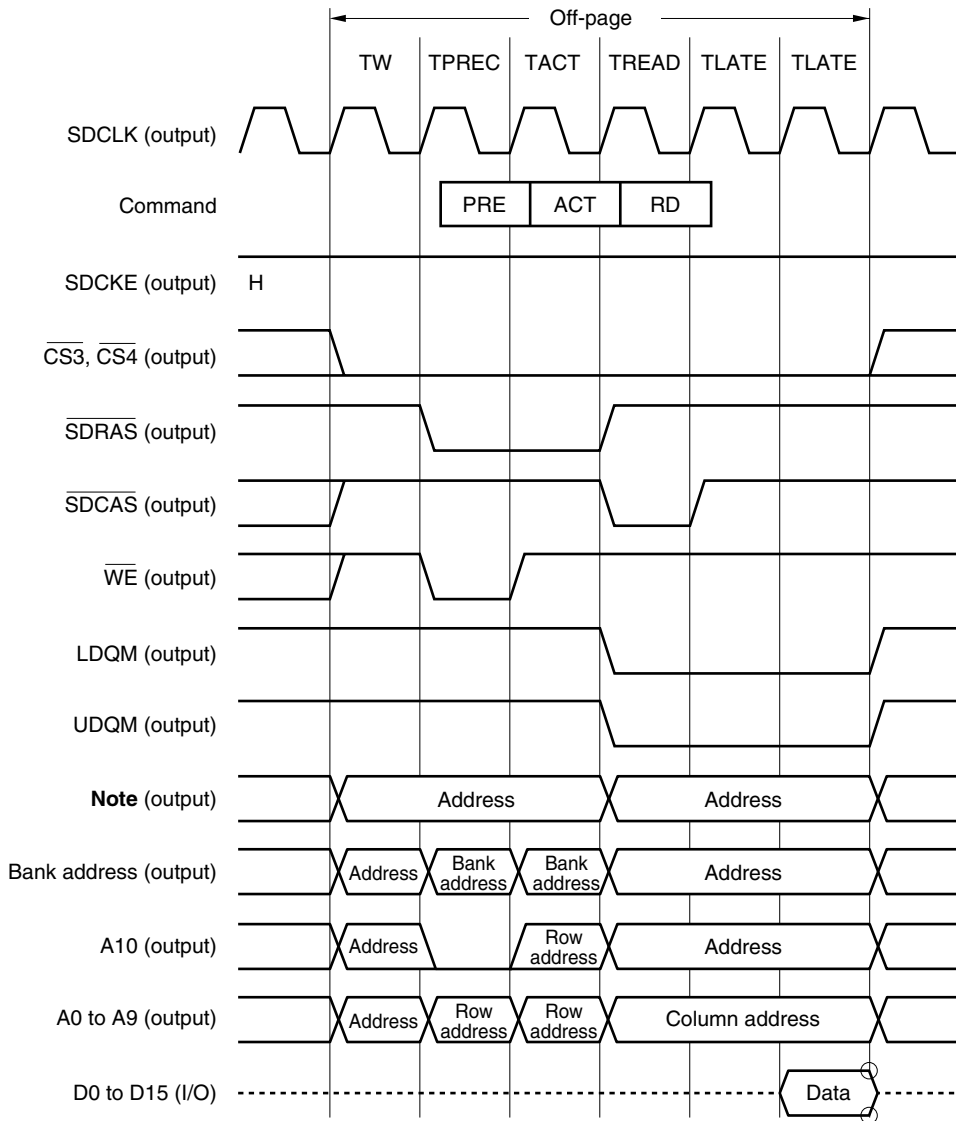 Off-page
TW TPREC TACT TREAD TLATE TLATE
SDCLK (output)
Command PRE ACT RD
SDCKE (output) H
CS3, CS4 (output)
SDRAS (output)
SDCAS (output)
WE (output)
LDQM (output)
UDQM (output)
Note (output) Address Address
Bank address (output) Address Bank address Bank address Address
A10 (output) Address Row address Address
A0 to A9 (output) Address Row address Row address Column address
D0 to D15 (I/O) Data